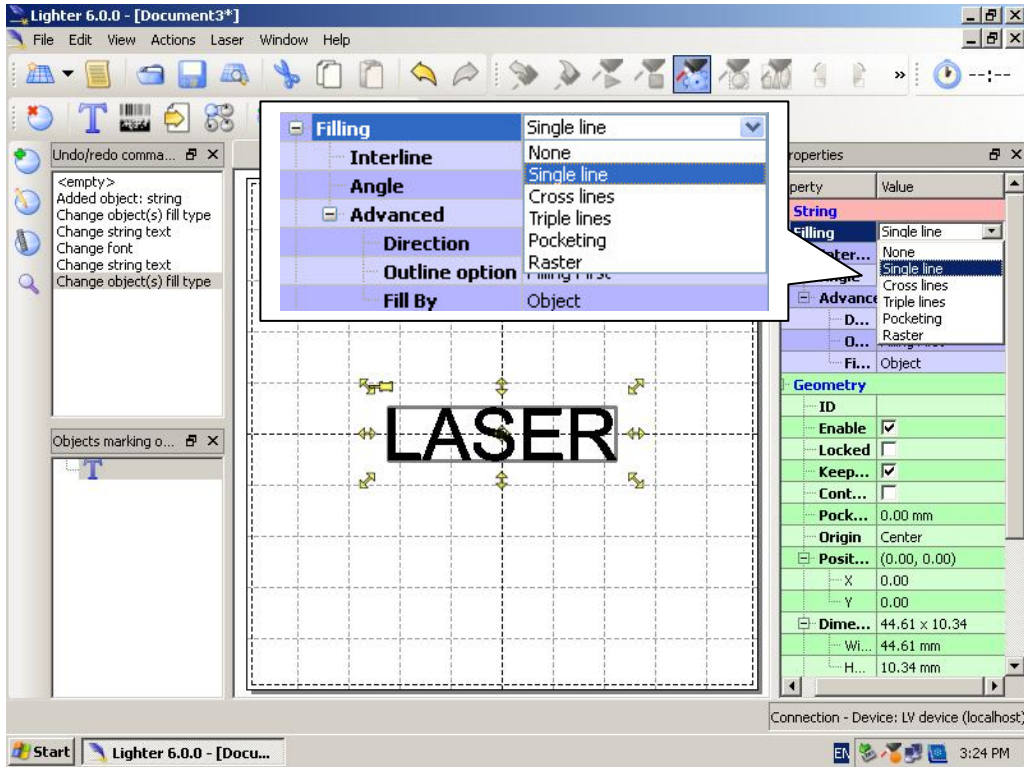 Lighter 6.0.0 - [Document3*]
File Edit View Actions Laser Window Help
» --:--
Undo/redo comma...
<empty>
Added object: string
Change object(s) fill type
Change string text
Change font
Change string text
Change object(s) fill type
Objects marking o...
T
Filling Single line
Interline None
Angle Single line
Advanced Cross lines
Direction Triple lines
Outline option Pocketing
Raster
Fill By Object
LASER
roperties
perty Value
String
Filling Single line
ter... None
Single line
Advance Cross lines
D... Triple lines
O... Pocketing
Raster
Fi... Object
Geometry
ID
Enable
Locked
Keep...
Cont...
Pock... 0.00 mm
Origin Center
Posit... (0.00, 0.00)
X 0.00
Y 0.00
Dime... 44.61 x 10.34
Wi... 44.61 mm
H... 10.34 mm
Connection - Device: LV device (localhost)
Start Lighter 6.0.0 - [Docu... EN 3:24 PM